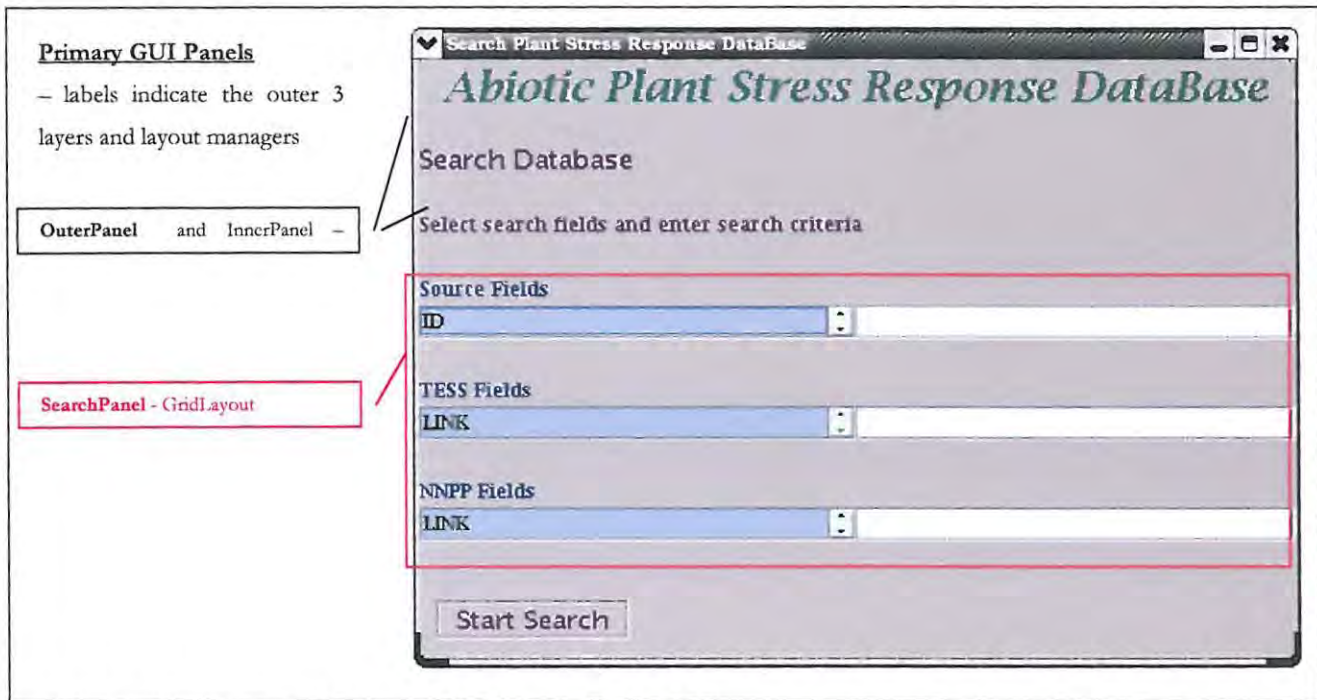 Primary GUI Panels
– labels indicate the outer 3
layers and layout managers
OuterPanel and InnerPanel –
SearchPanel - GridLayout
Search Plant Stress Response DataBase
Abiotic Plant Stress Response DataBase
Search Database
Select search fields and enter search criteria
Source Fields
ID
TESS Fields
LINK
NNPP Fields
LINK
Start Search